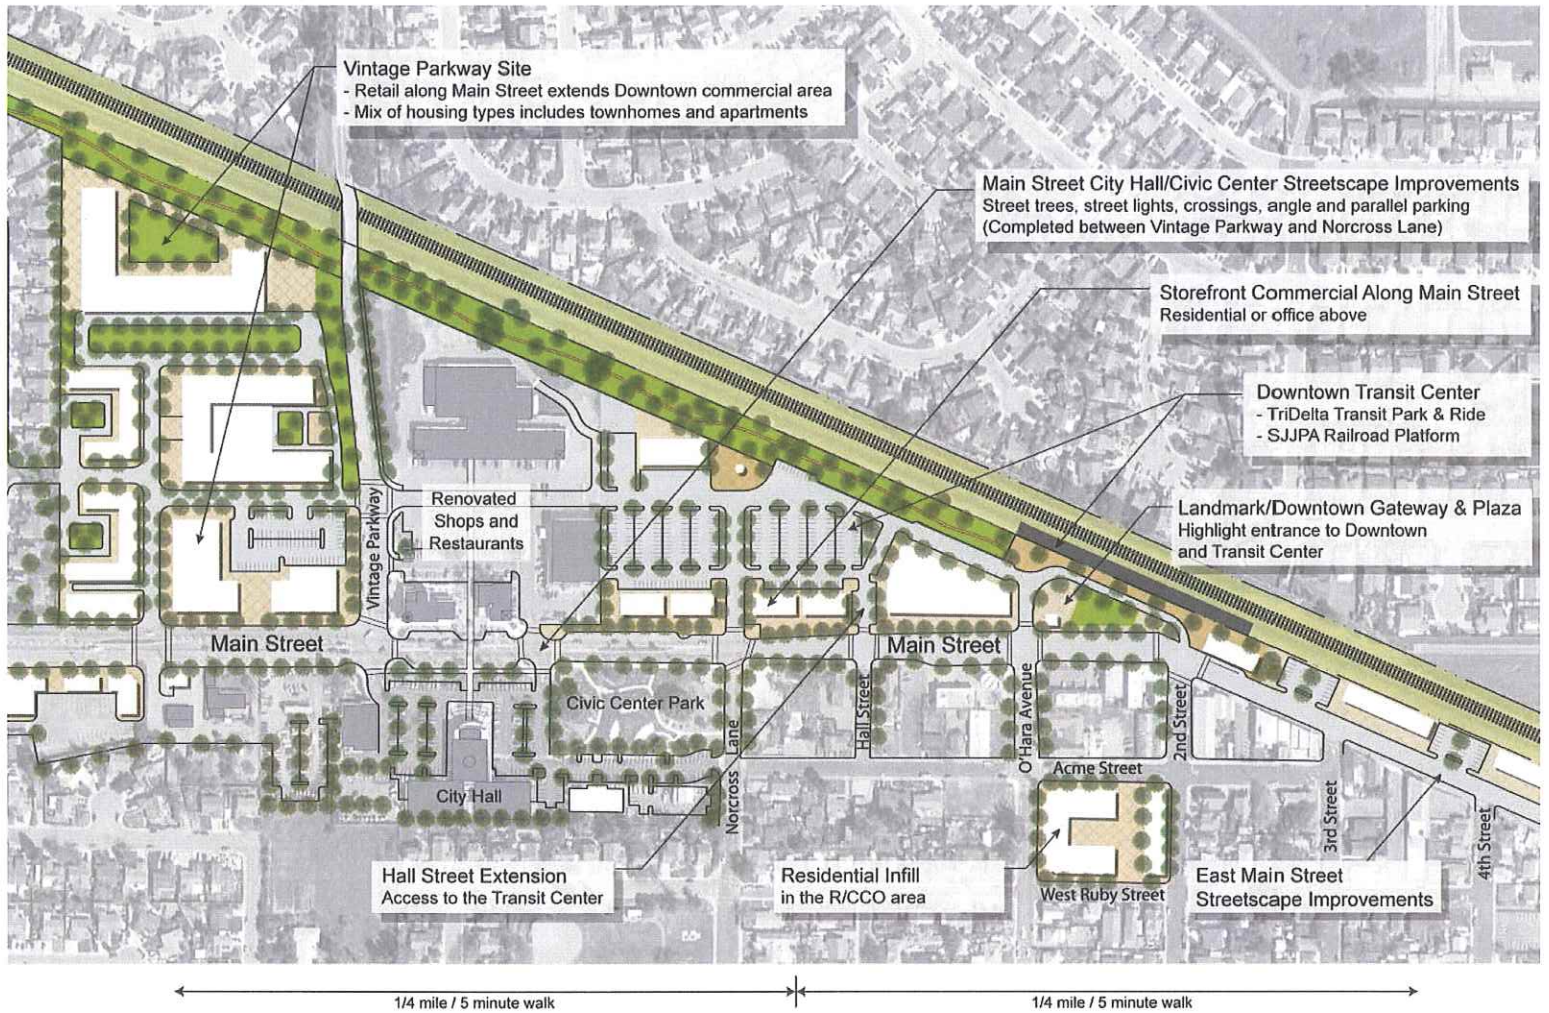 Vintage Parkway Site
- Retail along Main Street extends Downtown commercial area
- Mix of housing types includes townhomes and apartments
Main Street City Hall/Civic Center Streetscape Improvements
Street trees, street lights, crossings, angle and parallel parking
(Completed between Vintage Parkway and Norcross Lane)
Storefront Commercial Along Main Street
Residential or office above
Downtown Transit Center
- TriDelta Transit Park & Ride
- SJJPA Railroad Platform
Landmark/Downtown Gateway & Plaza
Highlight entrance to Downtown
and Transit Center
Renovated
Shops and
Restaurants
Vintage Parkway
Main Street
Main Street
Civic Center Park
City Hall
Norcross Lane
Hall Street
O'Hara Avenue
2nd Street
Acme Street
3rd Street
4th Street
West Ruby Street
Hall Street Extension
Access to the Transit Center
Residential Infill
in the R/CCO area
East Main Street
Streetscape Improvements
1/4 mile / 5 minute walk
1/4 mile / 5 minute walk